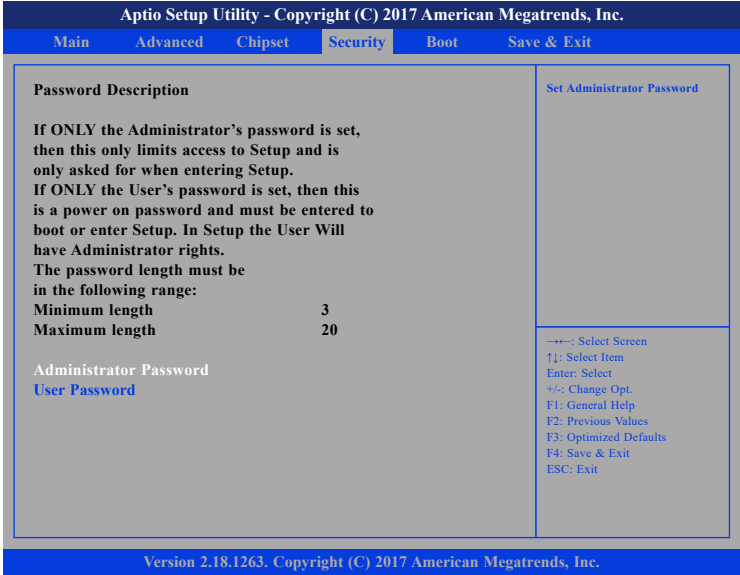 Aptio Setup Utility - Copyright (C) 2017 American Megatrends, Inc.
Main Advanced Chipset Security Boot Save & Exit
Password Description
If ONLY the Administrator's password is set,
then this only limits access to Setup and is
only asked for when entering Setup.
If ONLY the User's password is set, then this
is a power on password and must be entered to
boot or enter Setup. In Setup the User Will
have Administrator rights.
The password length must be
in the following range:
Minimum length 3
Maximum length 20
Administrator Password
User Password
Set Administrator Password
→←: Select Screen
↑↓: Select Item
Enter: Select
+/-: Change Opt.
F1: General Help
F2: Previous Values
F3: Optimized Defaults
F4: Save & Exit
ESC: Exit
Version 2.18.1263. Copyright (C) 2017 American Megatrends, Inc.